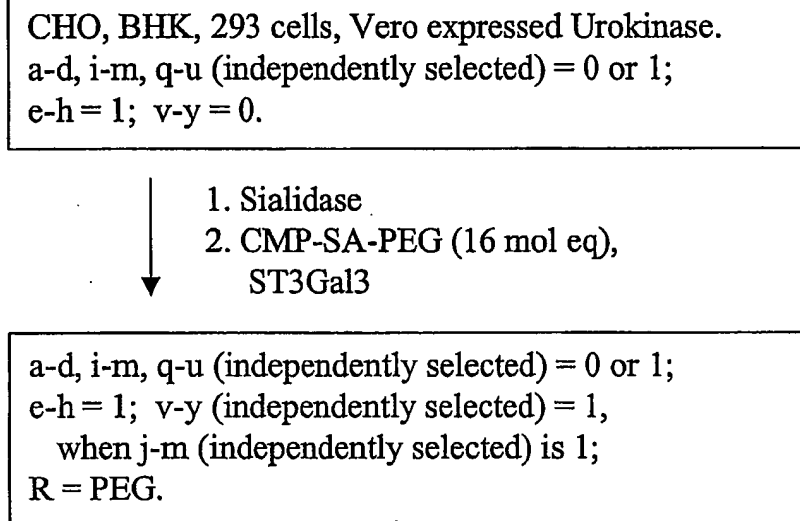 CHO, BHK, 293 cells, Vero expressed Urokinase.
a-d, i-m, q-u (independently selected) = 0 or 1;
e-h = 1; v-y = 0.
1. Sialidase
2. CMP-SA-PEG (16 mol eq),
ST3Gal3
a-d, i-m, q-u (independently selected) = 0 or 1;
e-h = 1; v-y (independently selected) = 1,
when j-m (independently selected) is 1;
R = PEG.